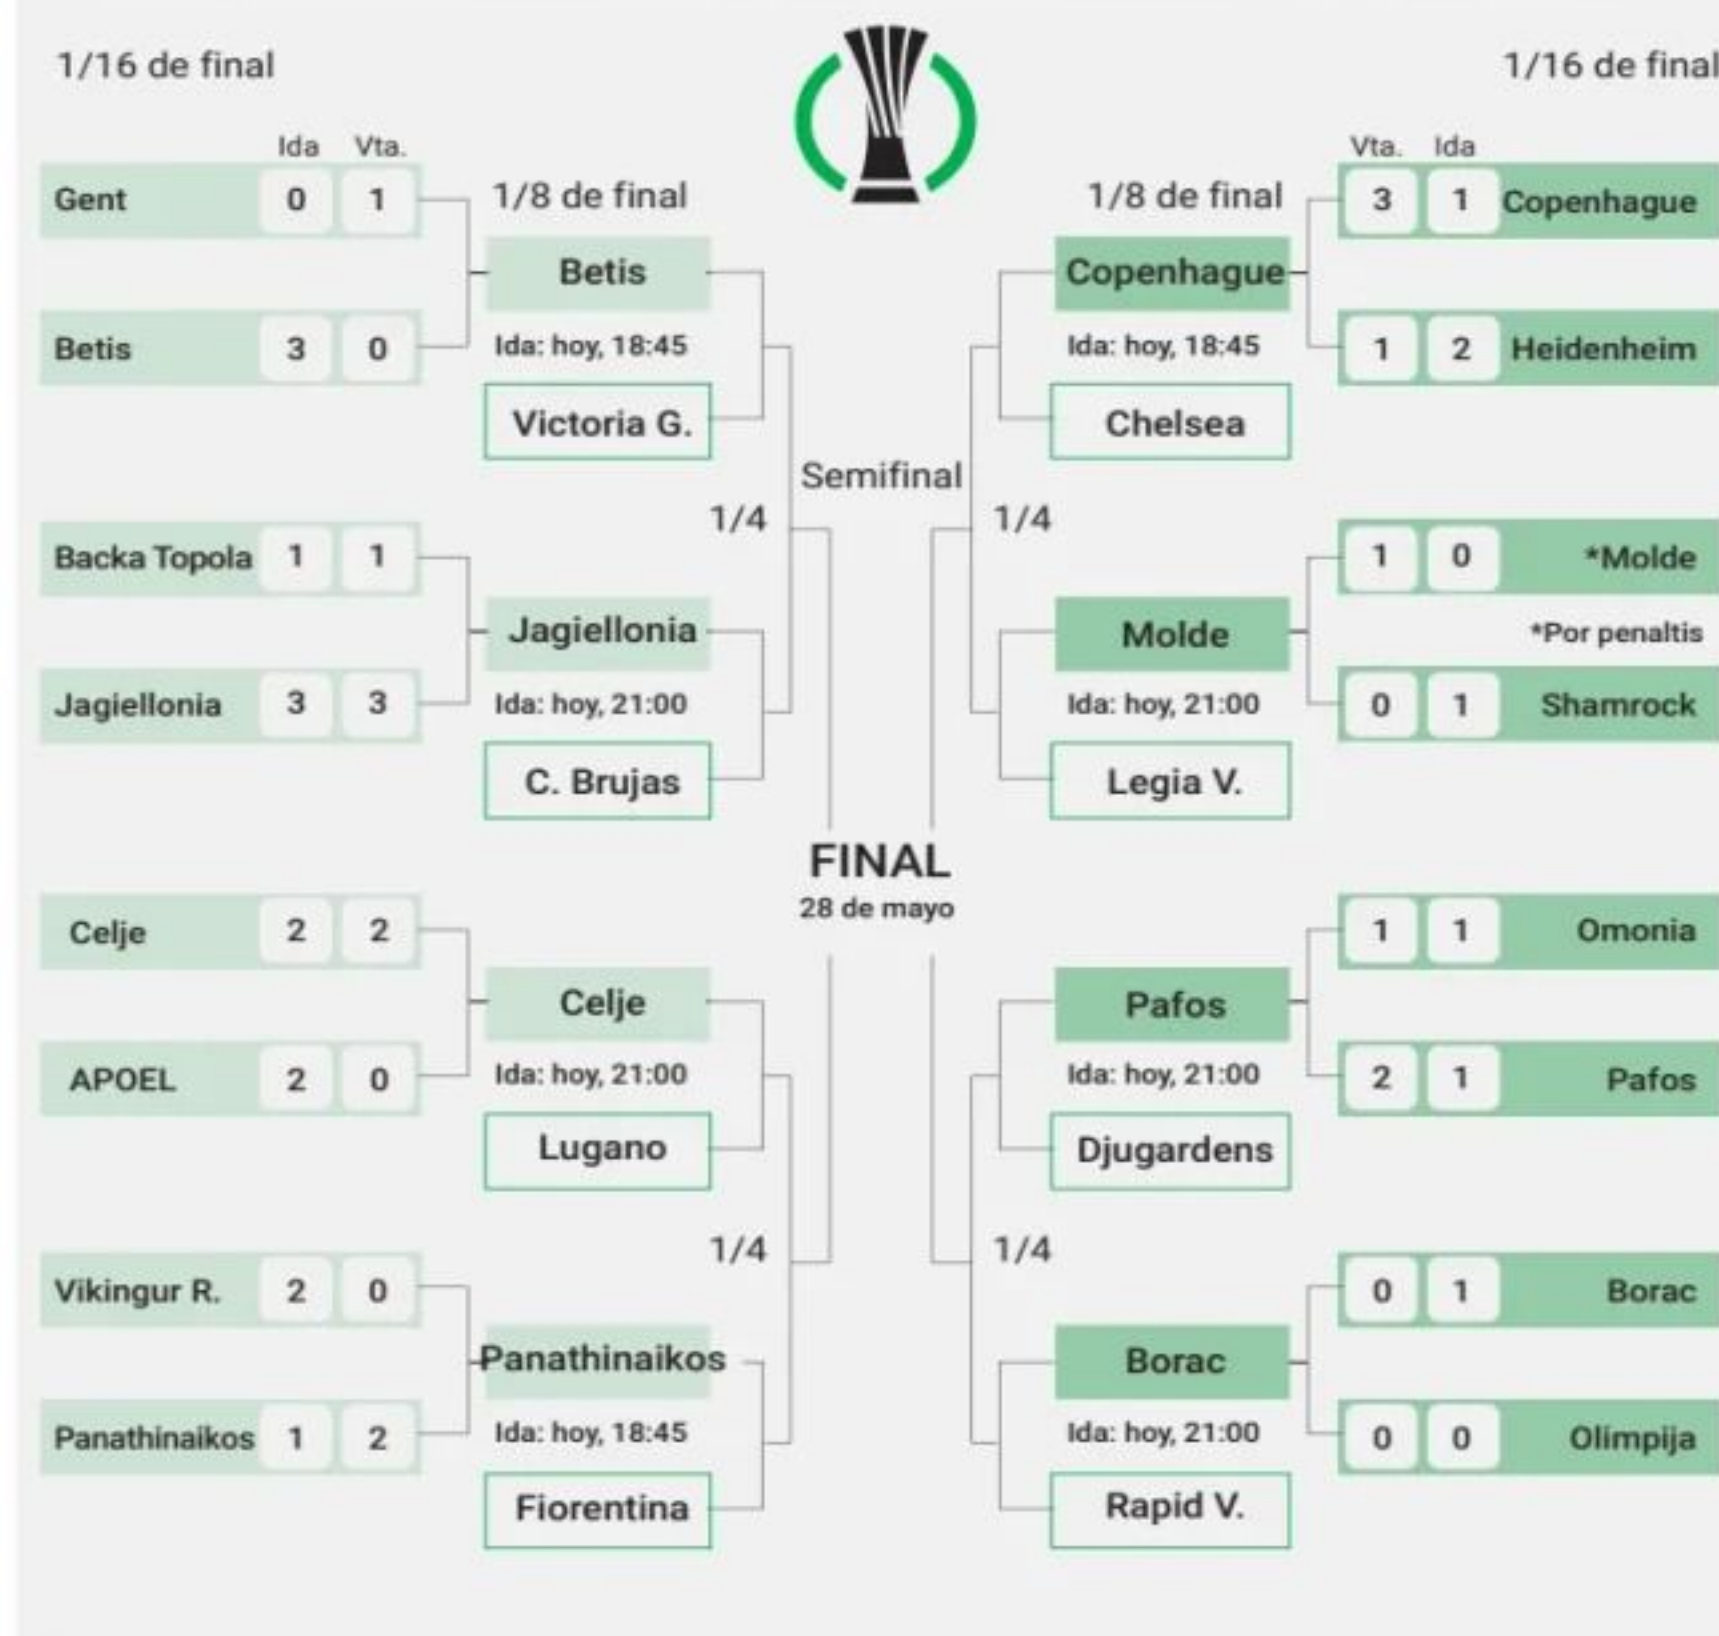 1/16 de final
1/16 de final
Ida Vta.
Vta. Ida
Gent 0 1
1/8 de final
1/8 de final
3 1 Copenhague
Betis
Copenhague
Betis 3 0
Ida: hoy, 18:45
Ida: hoy, 18:45
1 2 Heidenheim
Victoria G.
Chelsea
Semifinal
1/4
1/4
Backa Topola 1 1
1 0 *Molde
Jagiellonia
Molde
*Por penaltis
Jagiellonia 3 3
Ida: hoy, 21:00
Ida: hoy, 21:00
0 1 Shamrock
C. Brujas
Legia V.
FINAL
28 de mayo
Celje 2 2
1 1 Omonia
Celje
Pafos
APOEL 2 0
Ida: hoy, 21:00
Ida: hoy, 21:00
2 1 Pafos
Lugano
Djugardens
1/4
1/4
Vikingur R. 2 0
0 1 Borac
Panathinaikos
Borac
Panathinaikos 1 2
Ida: hoy, 18:45
Ida: hoy, 21:00
0 0 Olimpija
Fiorentina
Rapid V.